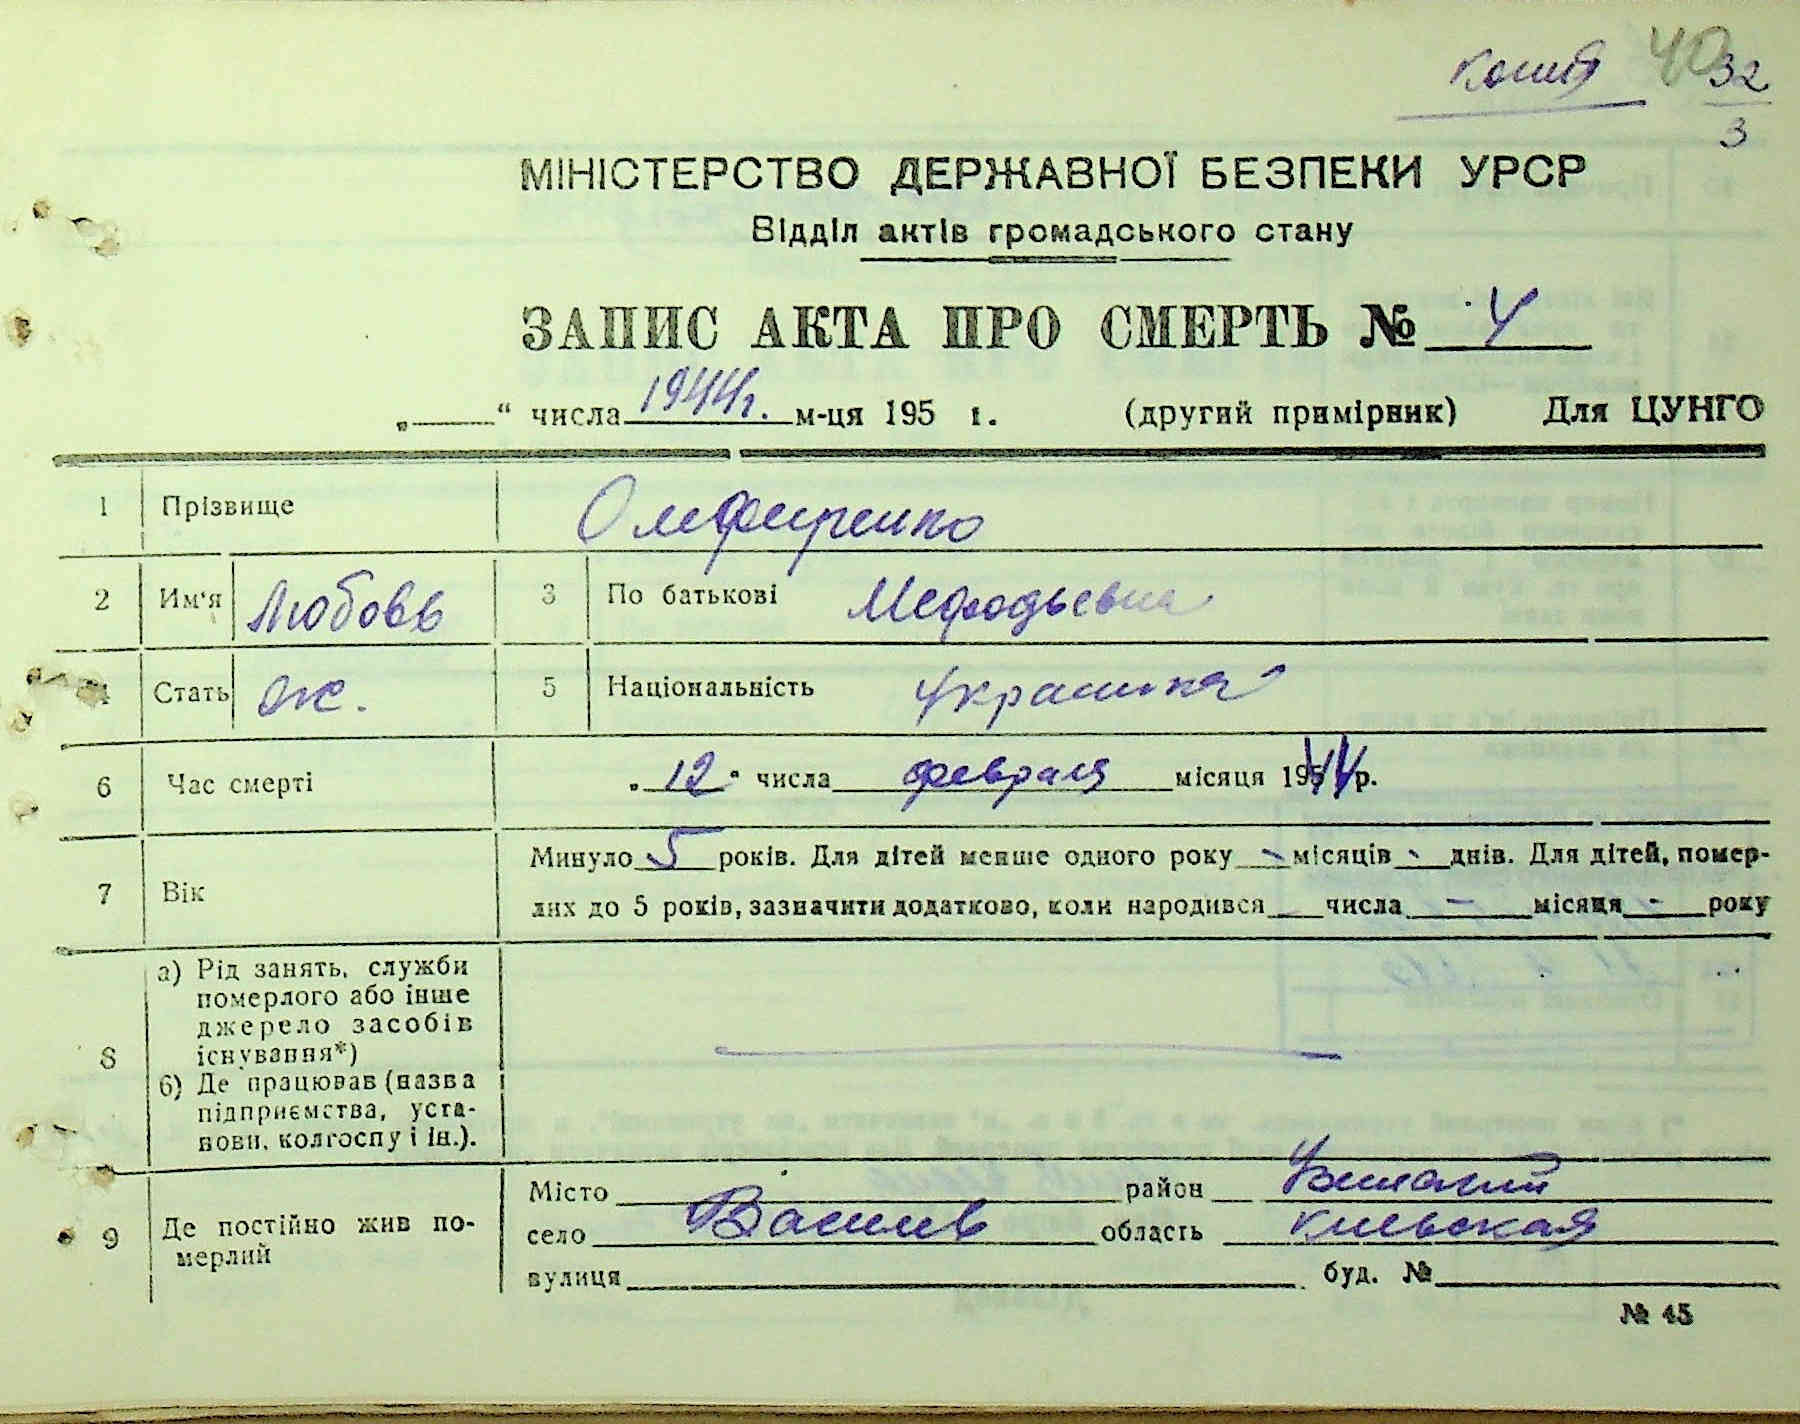 Копія 40 32
3
МІНІСТЕРСТВО ДЕРЖАВНОЇ БЕЗПЕКИ УРСР
Відділ актів громадського стану
ЗАПИС АКТА ПРО СМЕРТЬ № 4
„ “ числа 1944г. м-ця 195 г. (другий примірник) Для ЦУНГО
1 Прізвище Олефиренко
2 Им‘я Любовь 3 По батькові Мефодьевна
4 Стать ж. 5 Національність Украинка
6 Час смерті „12“ числа февраля місяця 1944 р.
7 Вік
Минуло 5 років. Для дітей менше одного року - місяців - днів. Для дітей, помер-
лих до 5 років, зазначити додатково, коли народився числа - місяця - року
8
а) Рід занять, служби
померлого або інше
джерело засобів
існування*)
б) Де працював (назва
підприємства, уста-
нови, колгоспу і ін.).
9 Де постійно жив по-
мерлий
Місто район
село Василев область Киевская
вулиця буд. №
№ 45